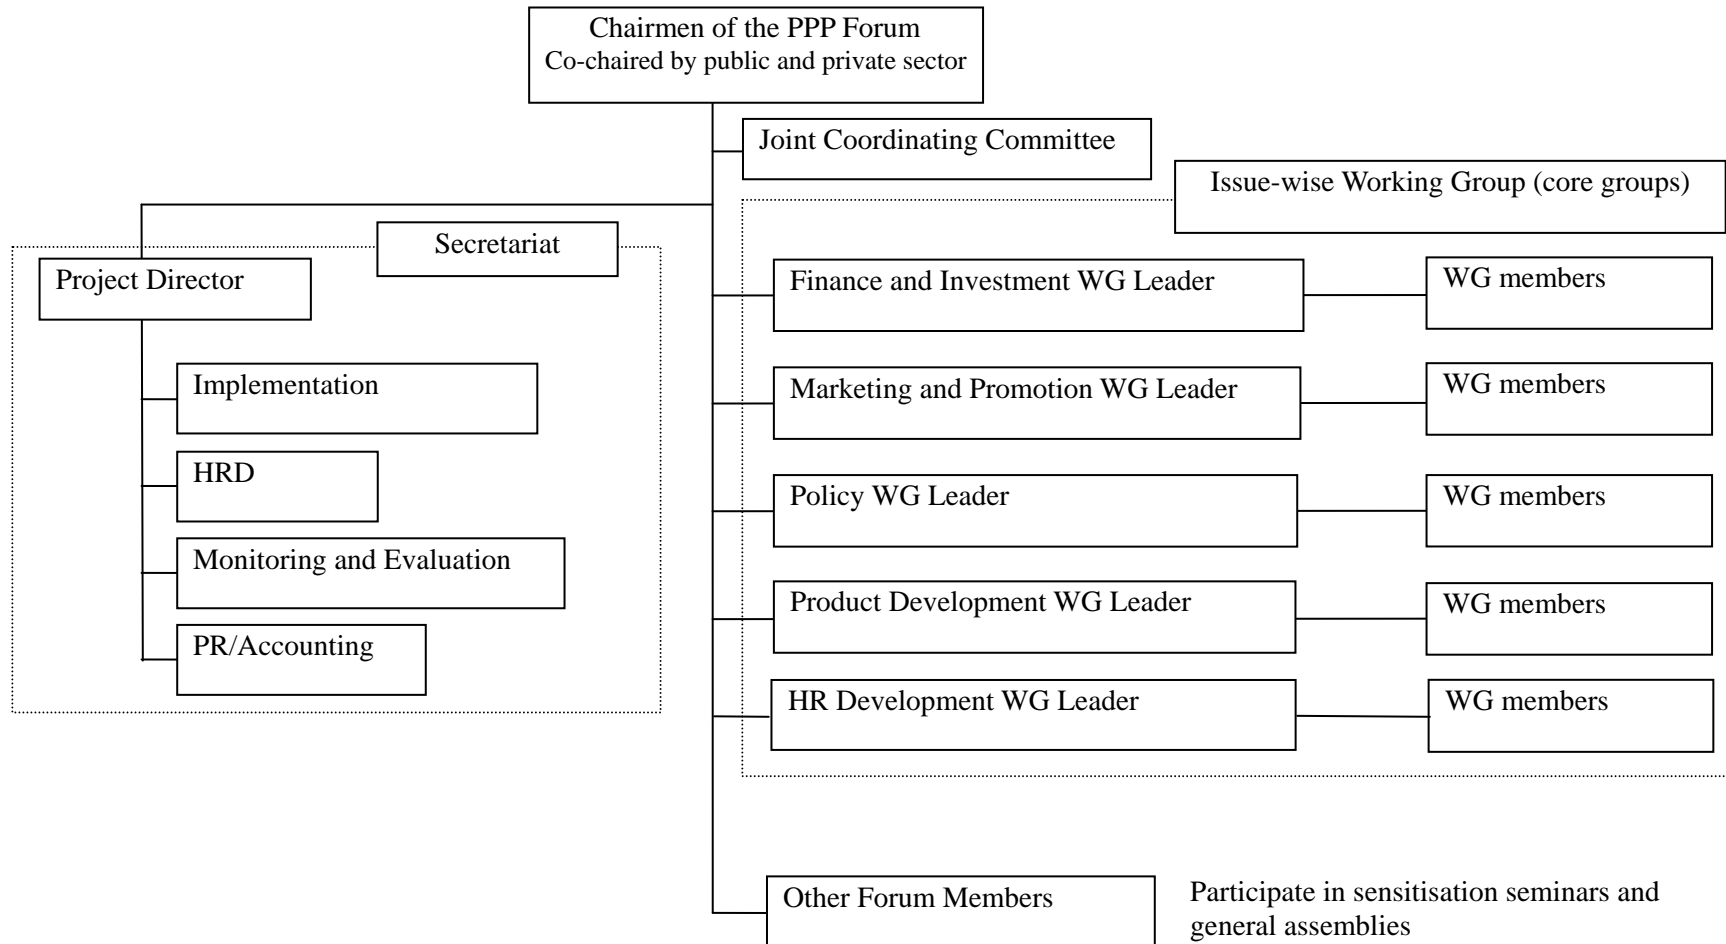 Chairmen of the PPP Forum
Co-chaired by public and private sector
Joint Coordinating Committee
Issue-wise Working Group (core groups)
Secretariat
Project Director
Implementation
HRD
Monitoring and Evaluation
PR/Accounting
Finance and Investment WG Leader
WG members
Marketing and Promotion WG Leader
WG members
Policy WG Leader
WG members
Product Development WG Leader
WG members
HR Development WG Leader
WG members
Other Forum Members
Participate in sensitisation seminars and
general assemblies